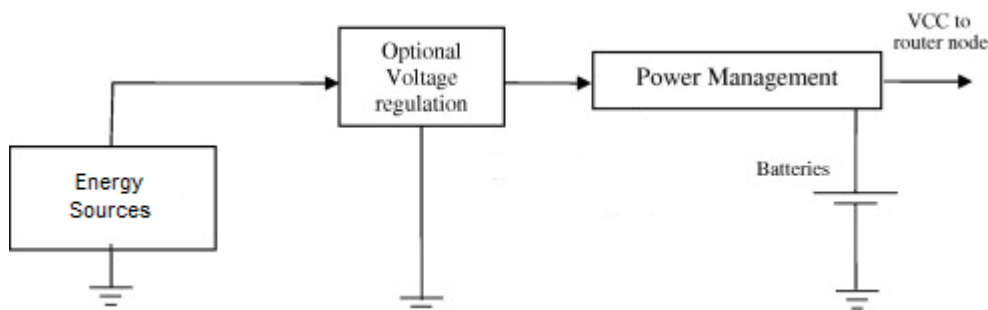 Energy
Sources
Optional
Voltage
regulation
Power Management
VCC to
router node
Batteries